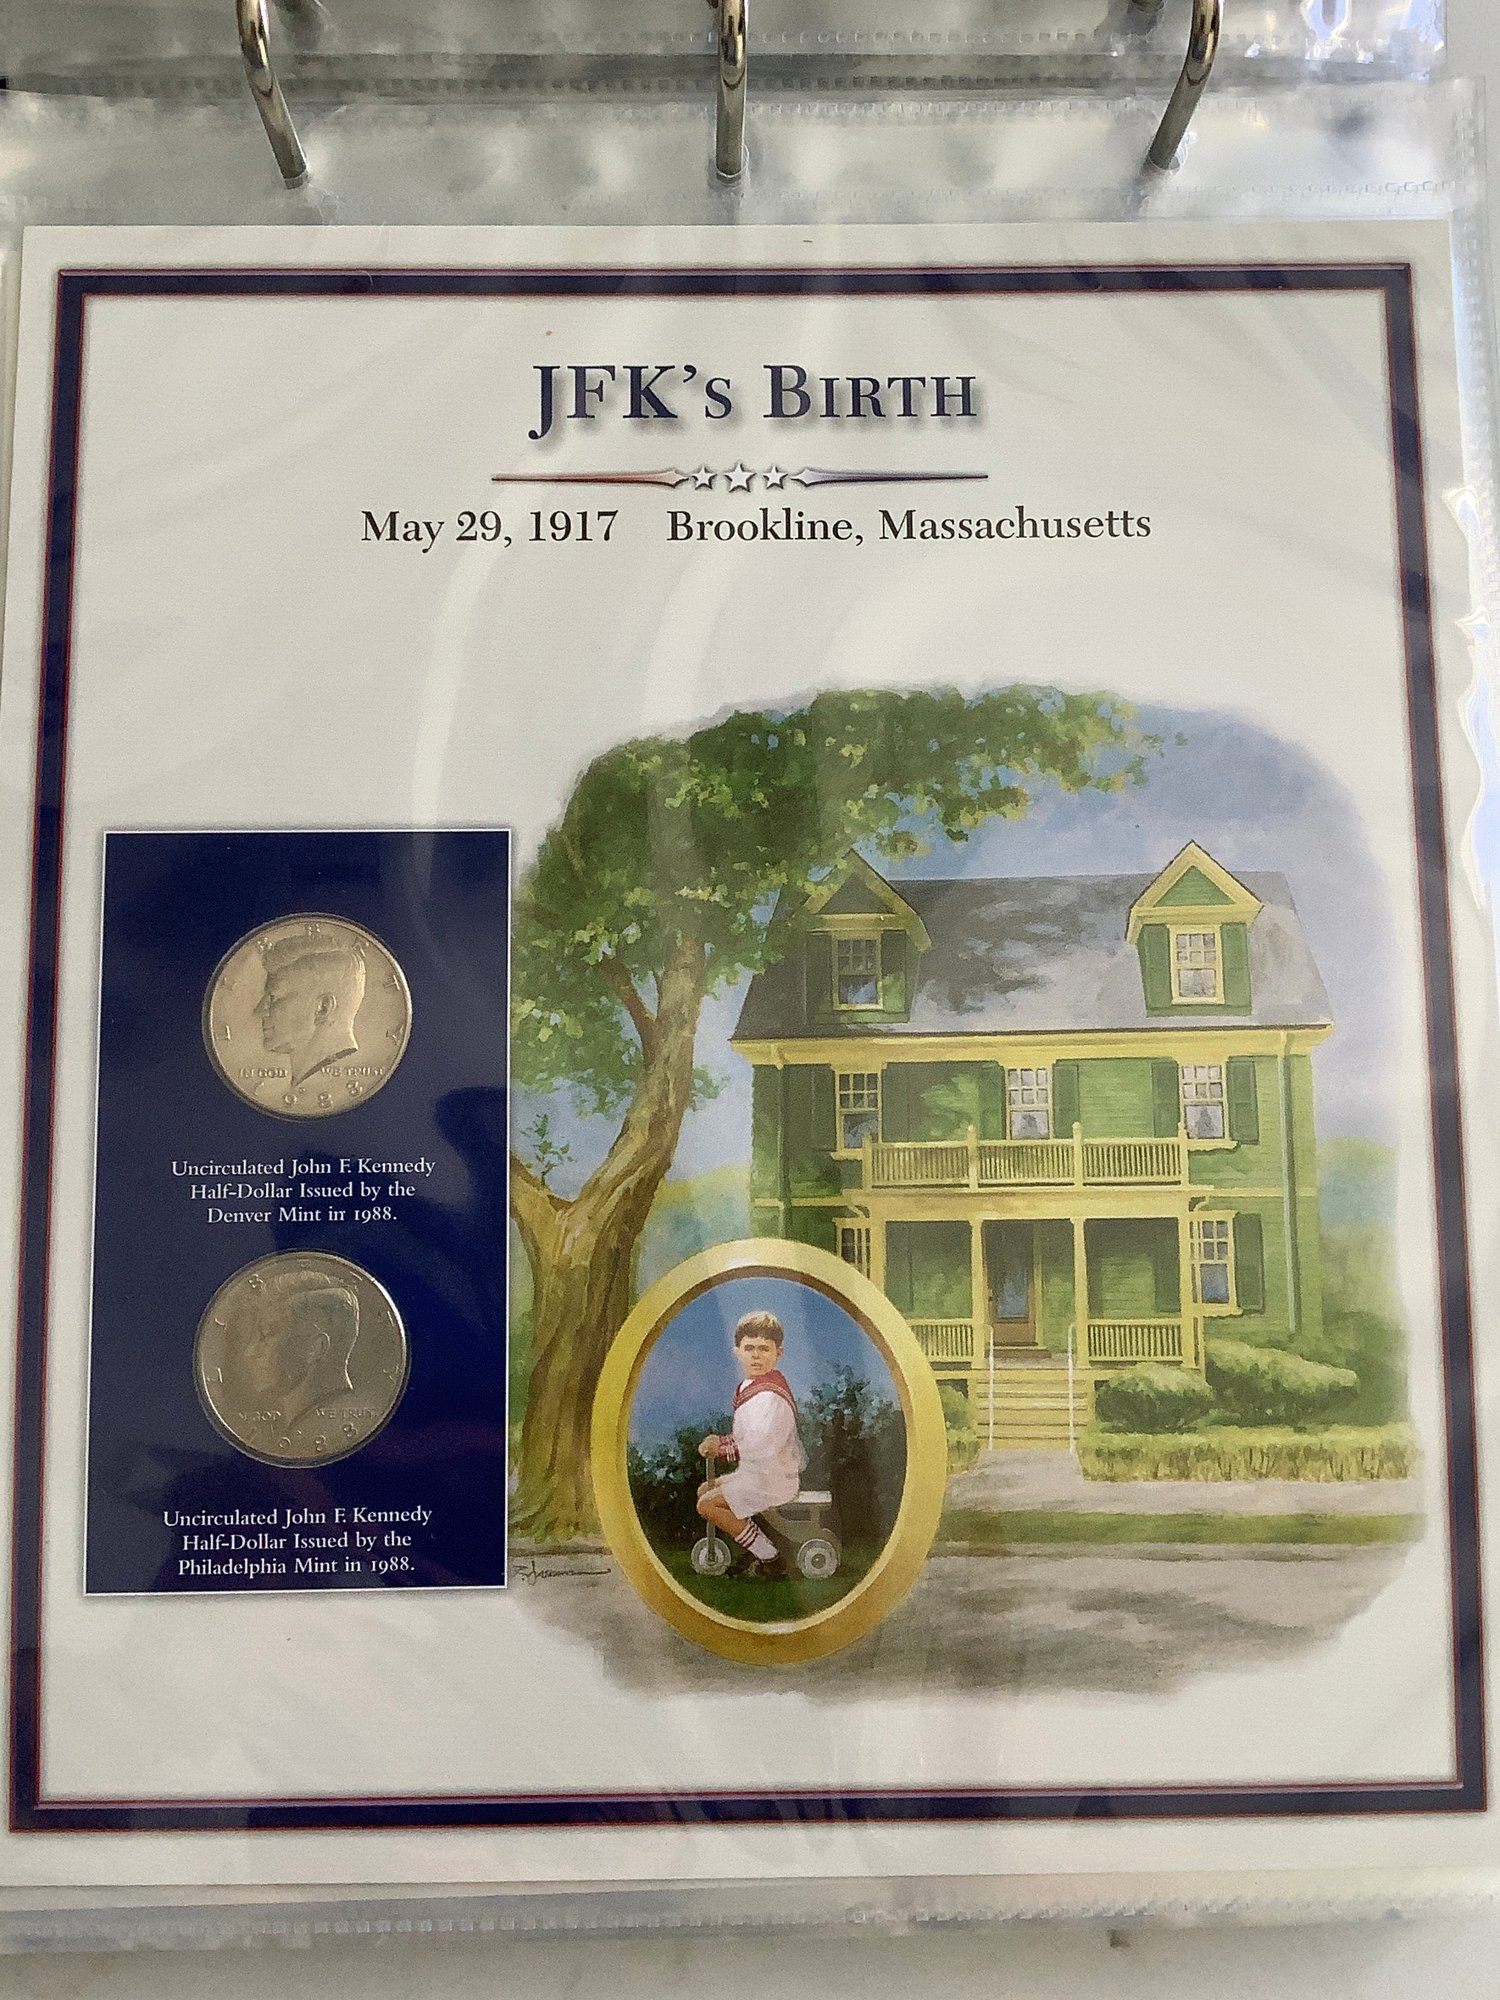 JFK's Birth
May 29, 1917 Brookline, Massachusetts
LIBERTY
IN GOD WE TRUST
1988
Uncirculated John F. Kennedy
Half-Dollar Issued by the
Denver Mint in 1988.
LIBERTY
IN GOD WE TRUST
1988
Uncirculated John F. Kennedy
Half-Dollar Issued by the
Philadelphia Mint in 1988.